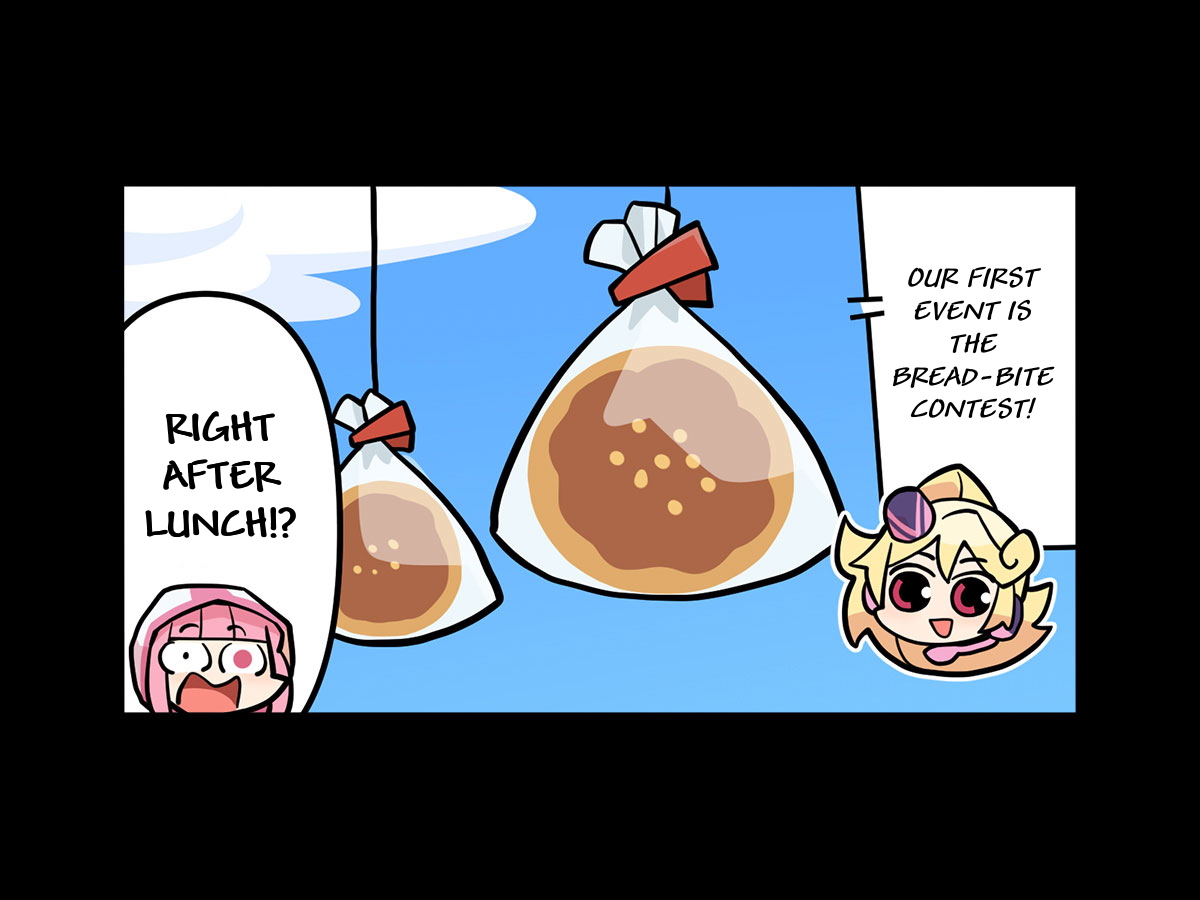 OUR FIRST
EVENT IS
THE
BREAD-BITE
CONTEST!
RIGHT
AFTER
LUNCH!?